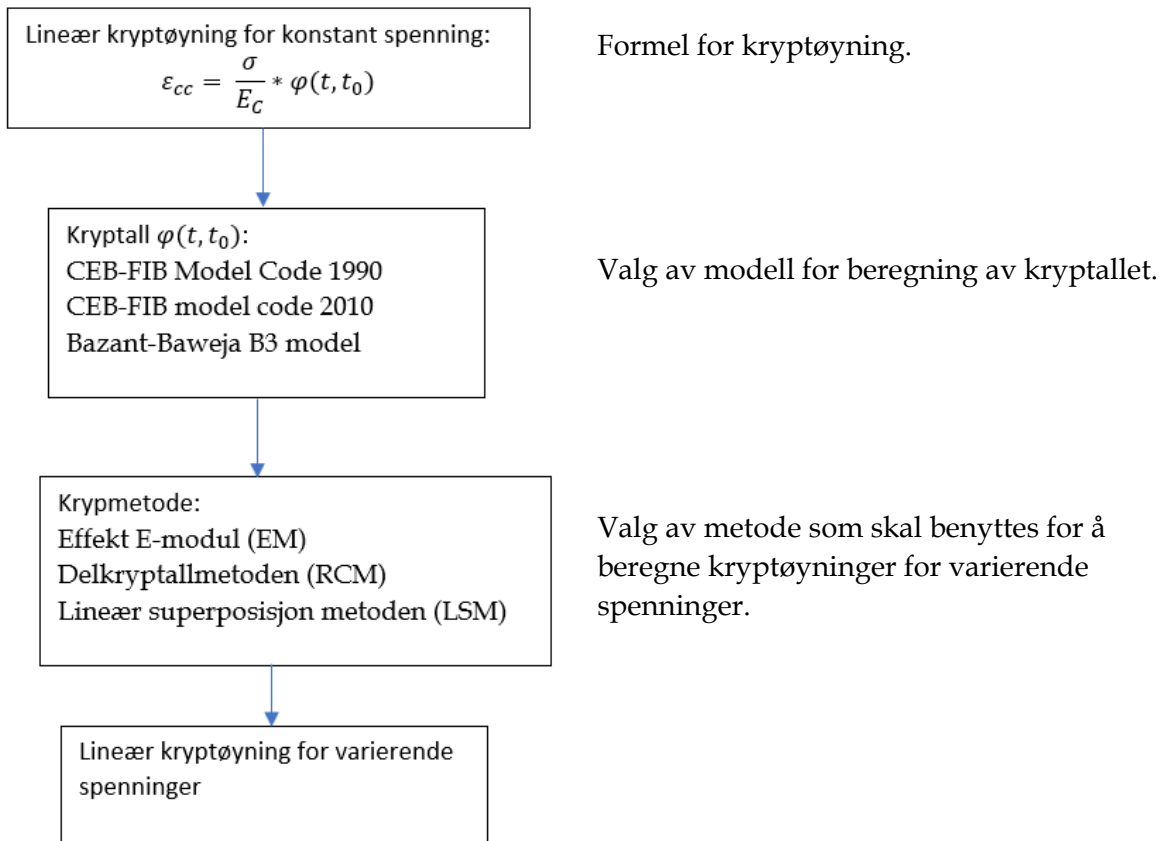 Lineær kryptøyning for konstant spenning:
ε_cc = σ/E_C * φ(t, t₀)
Formel for kryptøyning.
Kryptall φ(t, t₀):
CEB-FIB Model Code 1990
CEB-FIB model code 2010
Bazant-Baweja B3 model
Valg av modell for beregning av kryptallet.
Krypmetode:
Effekt E-modul (EM)
Delkryptallmetoden (RCM)
Lineær superposisjon metoden (LSM)
Valg av metode som skal benyttes for å
beregne kryptøyninger for varierende
spenninger.
Lineær kryptøyning for varierende
spenninger